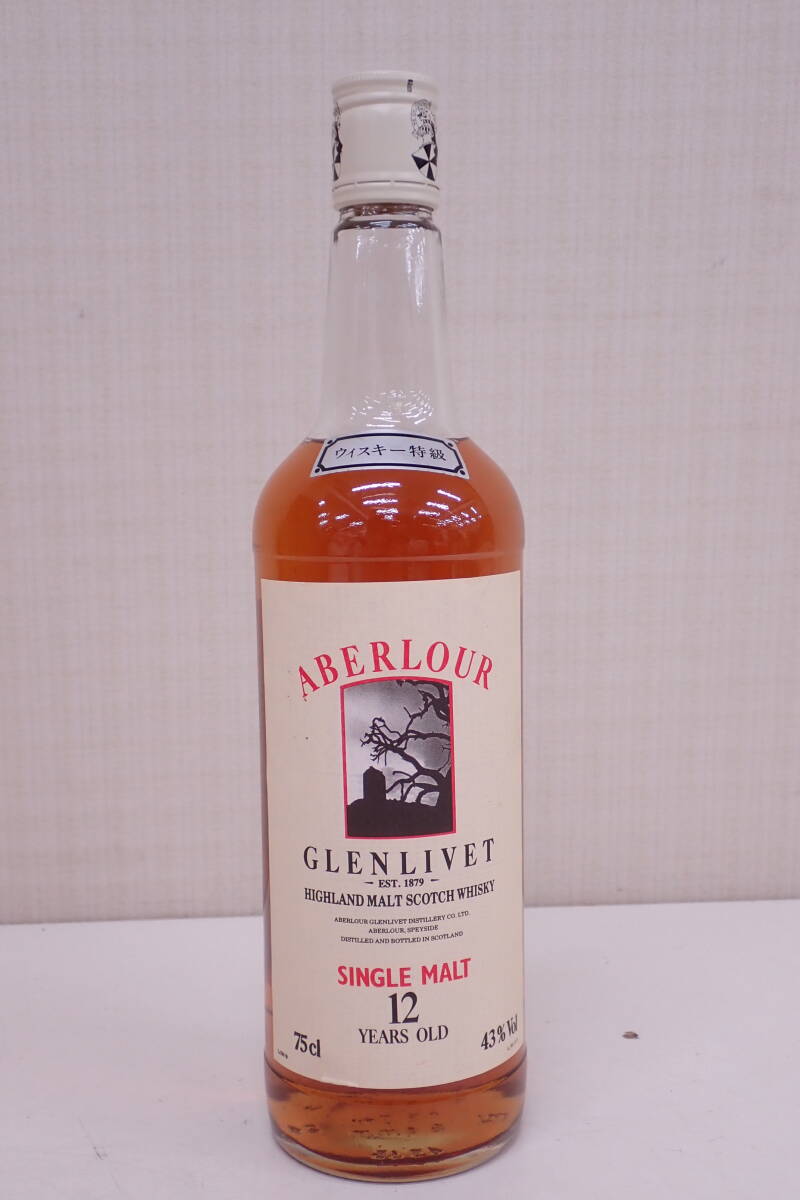 ウイスキー特級
ABERLOUR
GLENLIVET
EST. 1879
HIGHLAND MALT SCOTCH WHISKY
ABERLOUR GLENLIVET DISTILLERY CO. LTD.
ABERLOUR, SPEYSIDE
DISTILLED AND BOTTLED IN SCOTLAND
SINGLE MALT
12
YEARS OLD
75cl
43% Vol